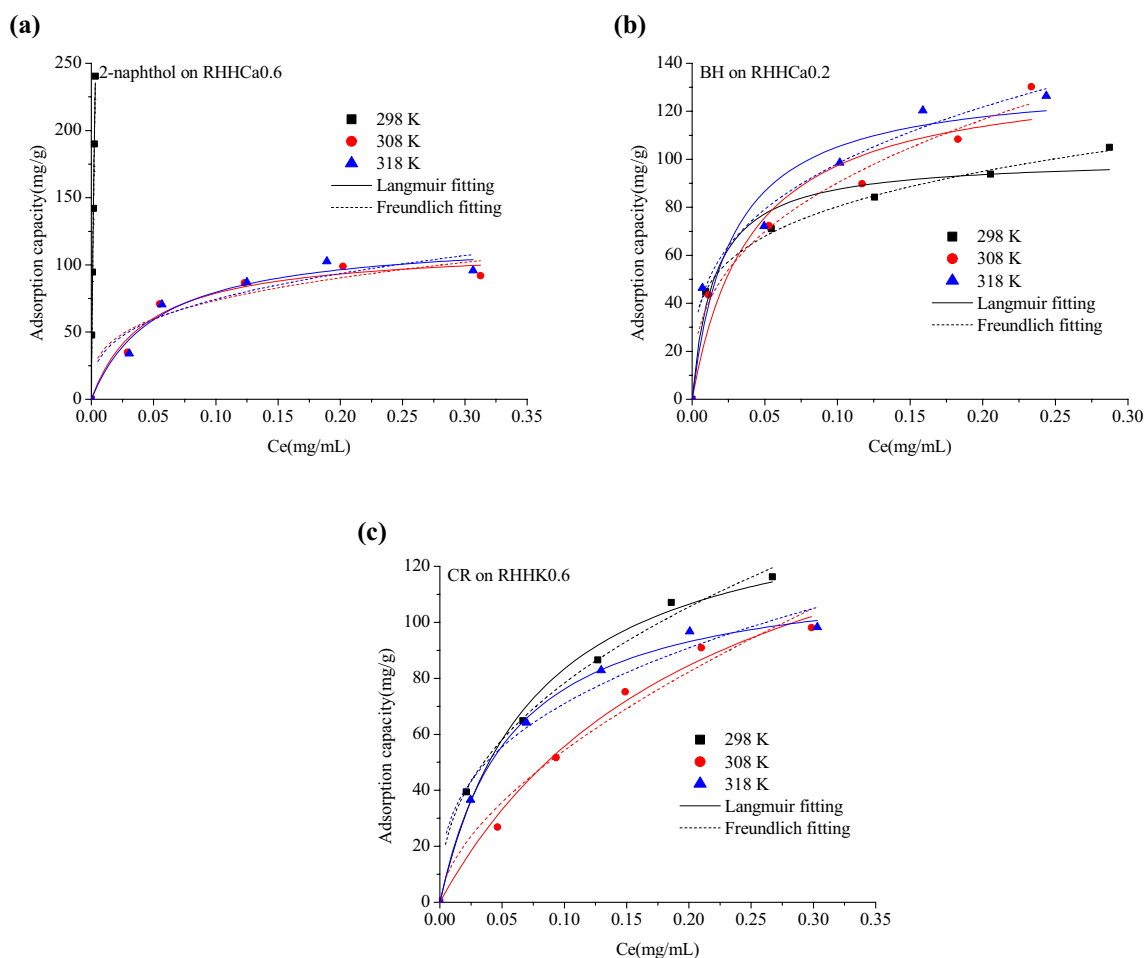 (a)
2-naphthol on RHHCa0.6
298 K
308 K
318 K
Langmuir fitting
Freundlich fitting
Adsorption capacity(mg/g)
250
200
150
100
50
0
0.00 0.05 0.10 0.15 0.20 0.25 0.30 0.35
Ce(mg/mL)
(b)
BH on RHHCa0.2
298 K
308 K
318 K
Langmuir fitting
Freundlich fitting
Adsorption capacity(mg/g)
140
120
100
80
60
40
20
0
0.00 0.05 0.10 0.15 0.20 0.25 0.30
Ce(mg/mL)
(c)
CR on RHHK0.6
298 K
308 K
318 K
Langmuir fitting
Freundlich fitting
Adsorption capacity(mg/g)
120
100
80
60
40
20
0
0.00 0.05 0.10 0.15 0.20 0.25 0.30 0.35
Ce(mg/mL)